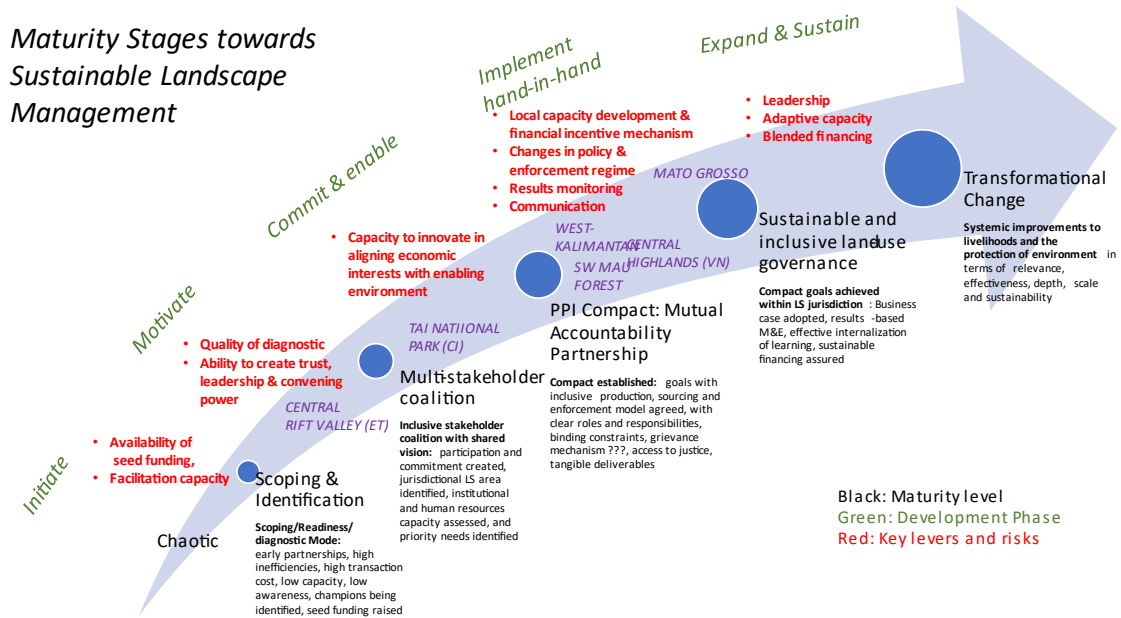 Maturity Stages towards
Sustainable Landscape
Management
Initiate
Motivate
Commit & enable
Implement
hand-in-hand
Expand & Sustain
• Availability of
seed funding,
• Facilitation capacity
• Quality of diagnostic
• Ability to create trust,
leadership & convening
power
• Capacity to innovate in
aligning economic
interests with enabling
environment
• Local capacity development &
financial incentive mechanism
• Changes in policy &
enforcement regime
• Results monitoring
• Communication
• Leadership
• Adaptive capacity
• Blended financing
CENTRAL
RIFT VALLEY (ET)
TAI NATIIONAL
PARK (CI)
WEST-
KALIMANTAN
SW MAU
FOREST
CENTRAL
HIGHLANDS (VN)
MATO GROSSO
Chaotic
Scoping &
Identification
Scoping/Readiness/
diagnostic Mode:
early partnerships, high
inefficiencies, high transaction
cost, low capacity, low
awareness, champions being
identified, seed funding raised
Multi-stakeholder
coalition
Inclusive stakeholder
coalition with shared
vision: participation and
commitment created,
jurisdictional LS area
identified, institutional
and human resources
capacity assessed, and
priority needs identified
PPI Compact: Mutual
Accountability
Partnership
Compact established: goals with
inclusive production, sourcing and
enforcement model agreed, with
clear roles and responsibilities,
binding constraints, grievance
mechanism ???, access to justice,
tangible deliverables
Sustainable and
inclusive landuse
governance
Compact goals achieved
within LS jurisdiction : Business
case adopted, results -based
M&E, effective internalization
of learning, sustainable
financing assured
Transformational
Change
Systemic improvements to
livelihoods and the
protection of environment in
terms of relevance,
effectiveness, depth, scale
and sustainability
Black: Maturity level
Green: Development Phase
Red: Key levers and risks